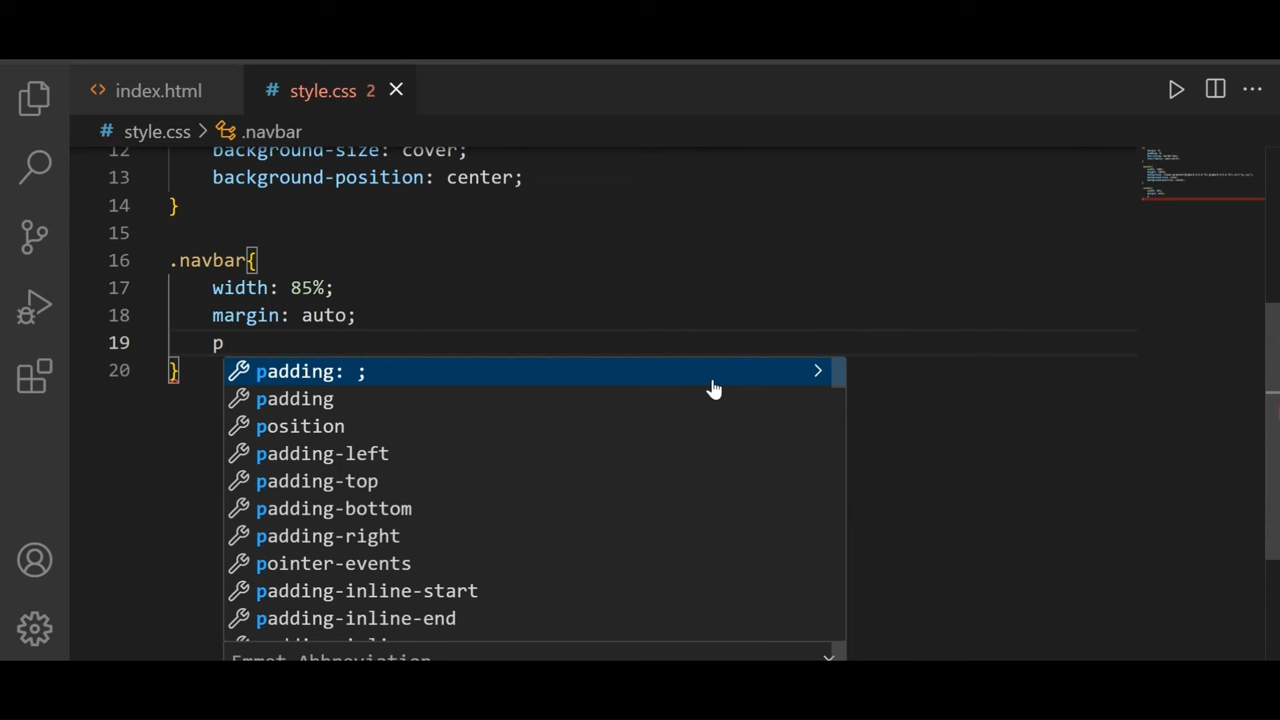 index.html
style.css 2
style.css > .navbar
12 background-size: cover;
13 background-position: center;
14 }
15
16 .navbar{
17 width: 85%;
18 margin: auto;
19 p
20 }
padding: ;
padding
position
padding-left
padding-top
padding-bottom
padding-right
pointer-events
padding-inline-start
padding-inline-end
Emmet Abbreviation